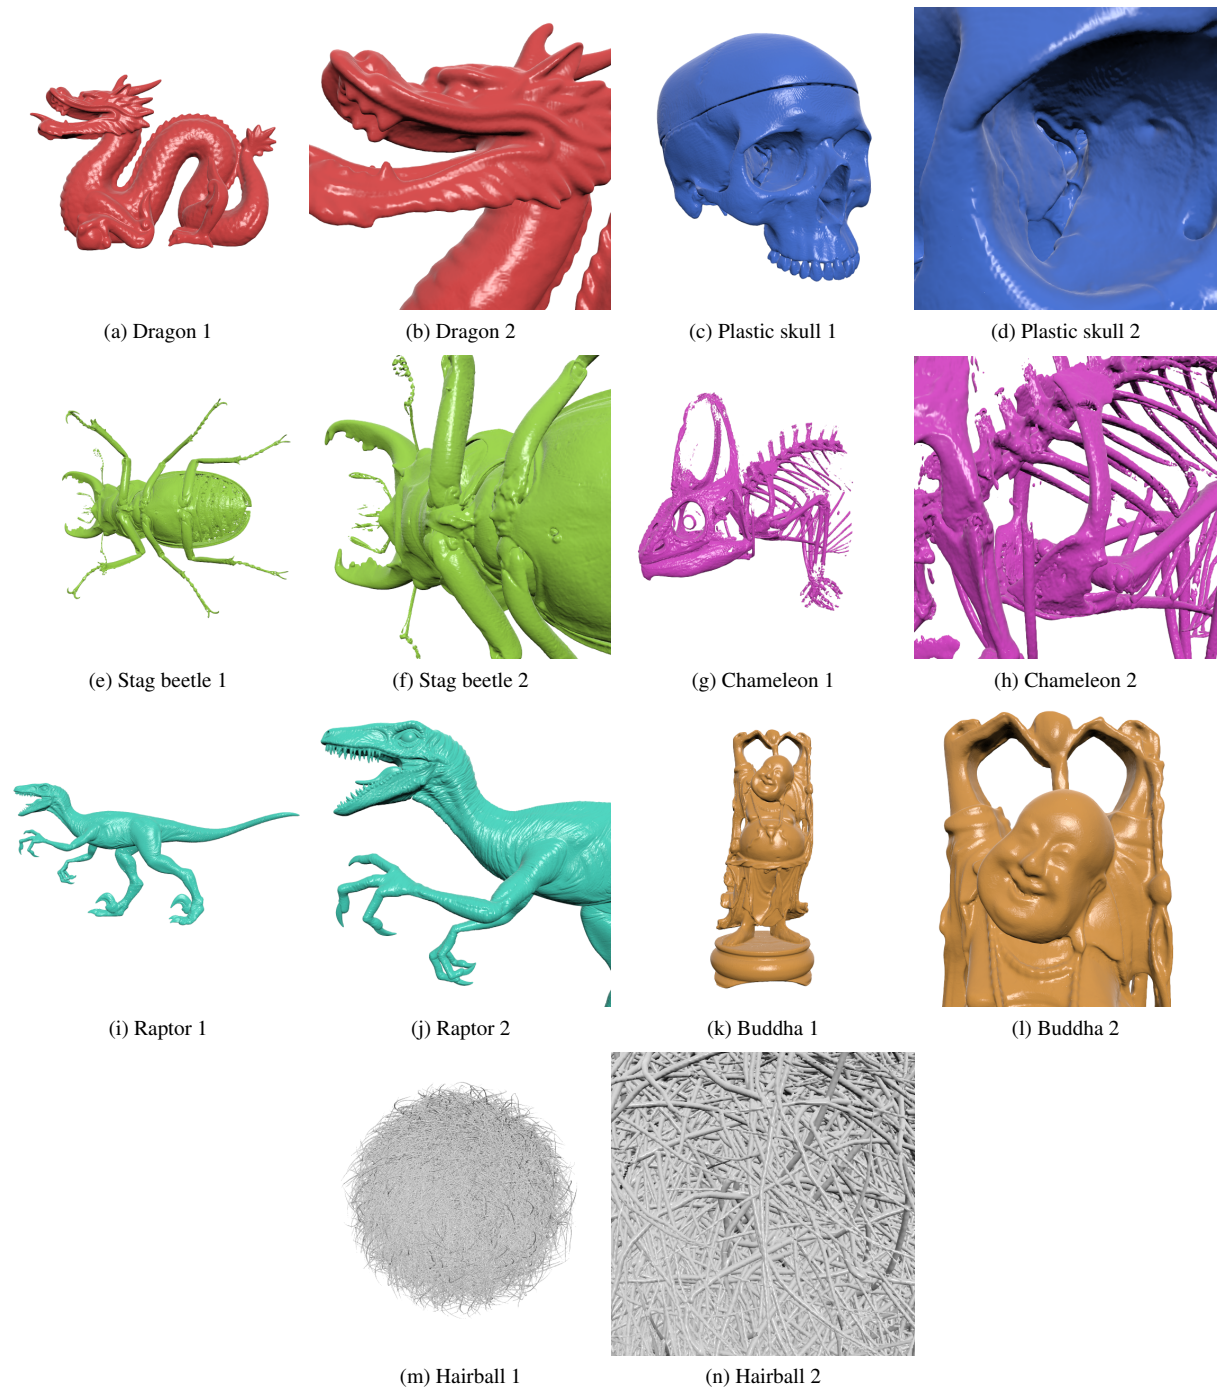 (a) Dragon 1
(b) Dragon 2
(c) Plastic skull 1
(d) Plastic skull 2
(e) Stag beetle 1
(f) Stag beetle 2
(g) Chameleon 1
(h) Chameleon 2
(i) Raptor 1
(j) Raptor 2
(k) Buddha 1
(l) Buddha 2
(m) Hairball 1
(n) Hairball 2